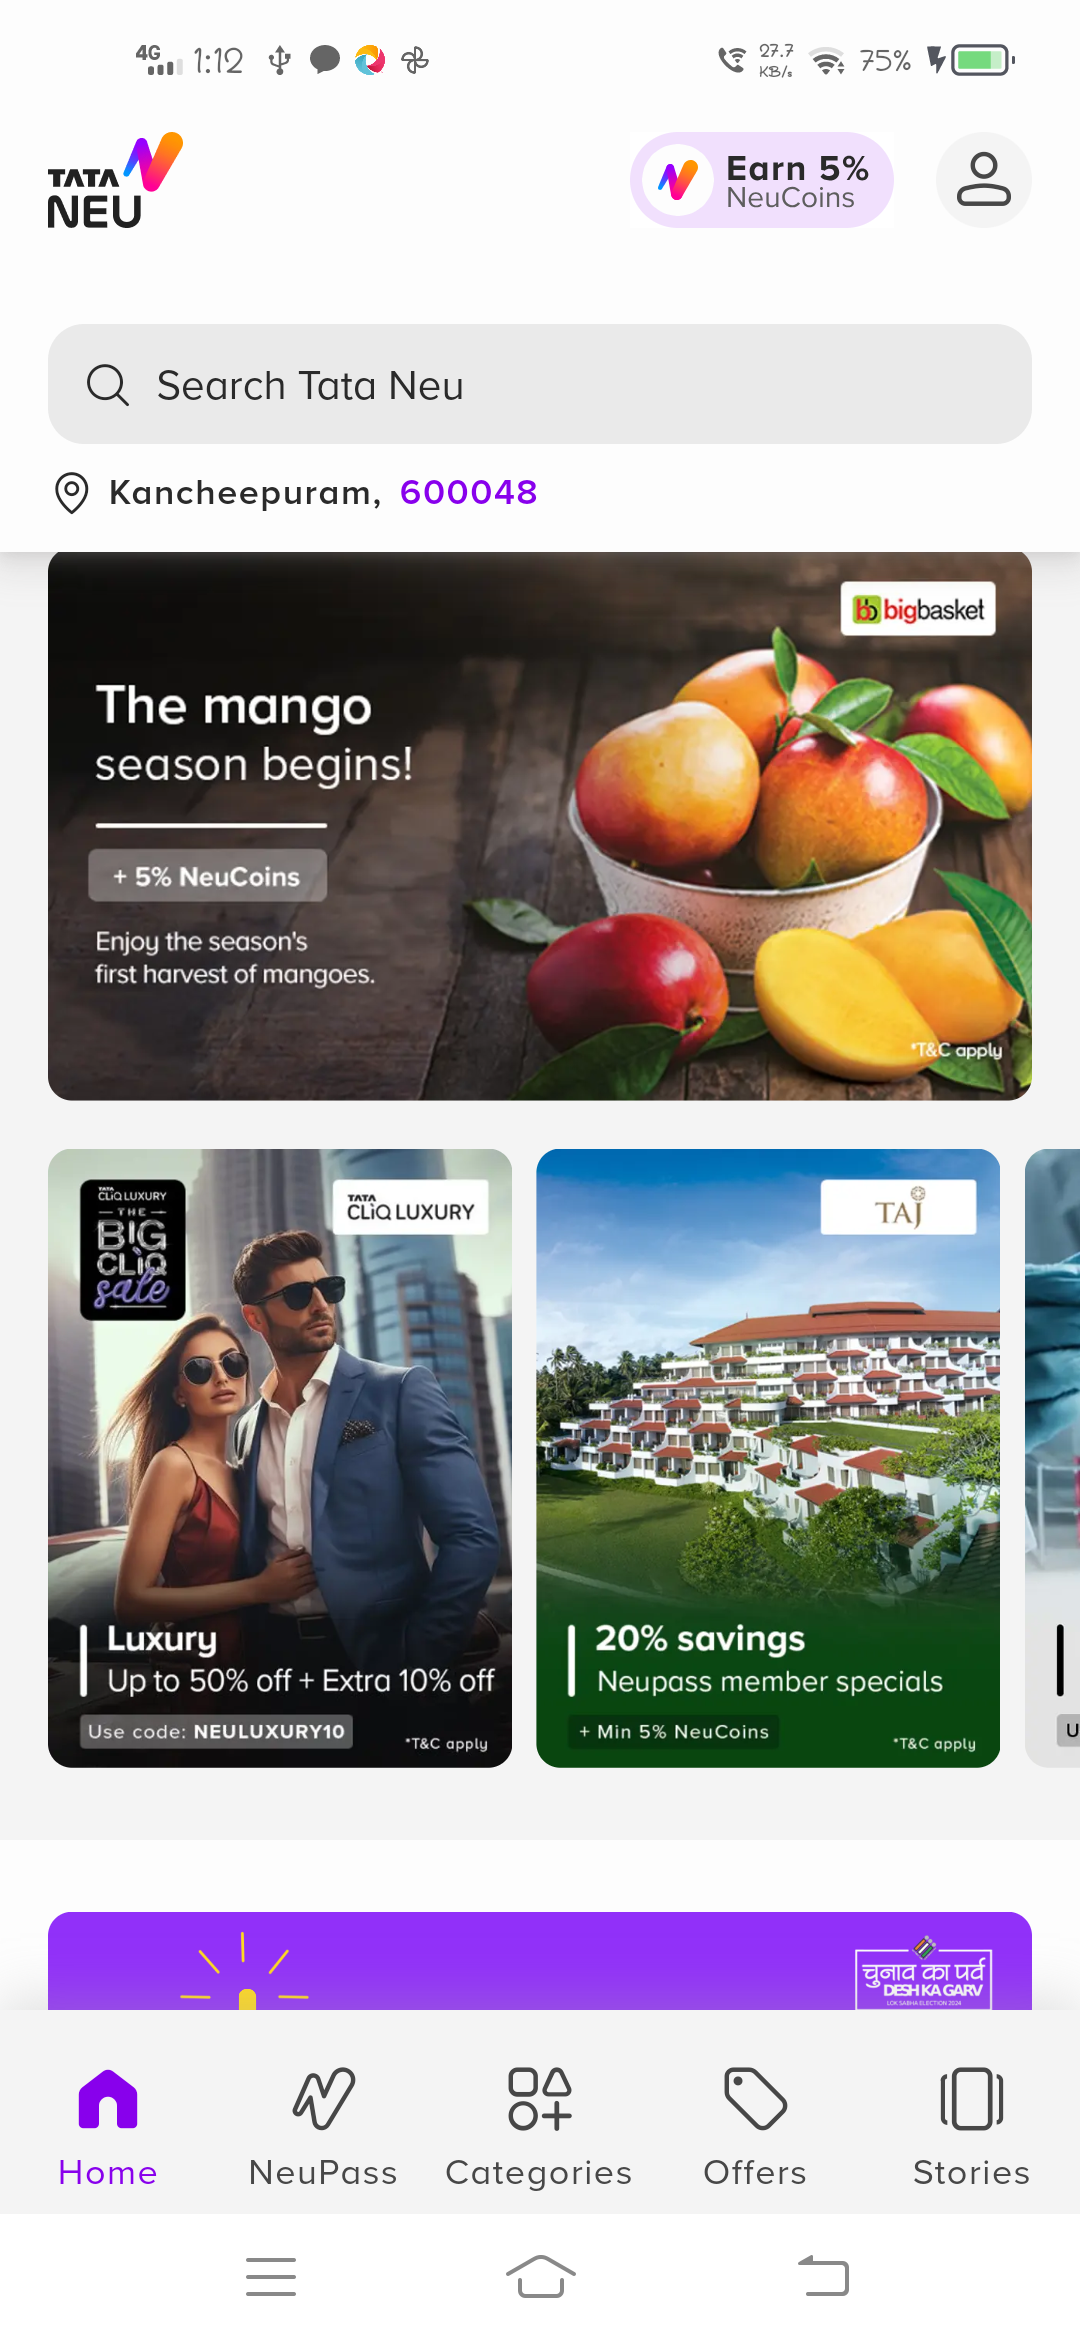 4G 1:12 27.7 KB/s 75%
TATA
NEU
Earn 5%
NeuCoins
Search Tata Neu
Kancheepuram, 600048
bb bigbasket
The mango
season begins!
+ 5% NeuCoins
Enjoy the season's
first harvest of mangoes.
*T&C apply
TATA
CLiQ LUXURY
THE
BIG
CLiQ
sale
TATA
CLiQ LUXURY
Luxury
Up to 50% off + Extra 10% off
Use code: NEULUXURY10
*T&C apply
TAJ
20% savings
Neupass member specials
+ Min 5% NeuCoins
*T&C apply
U
चुनाव का पर्व
DESH KA GARV
LOK SABHA ELECTION 2024
Home
NeuPass
Categories
Offers
Stories